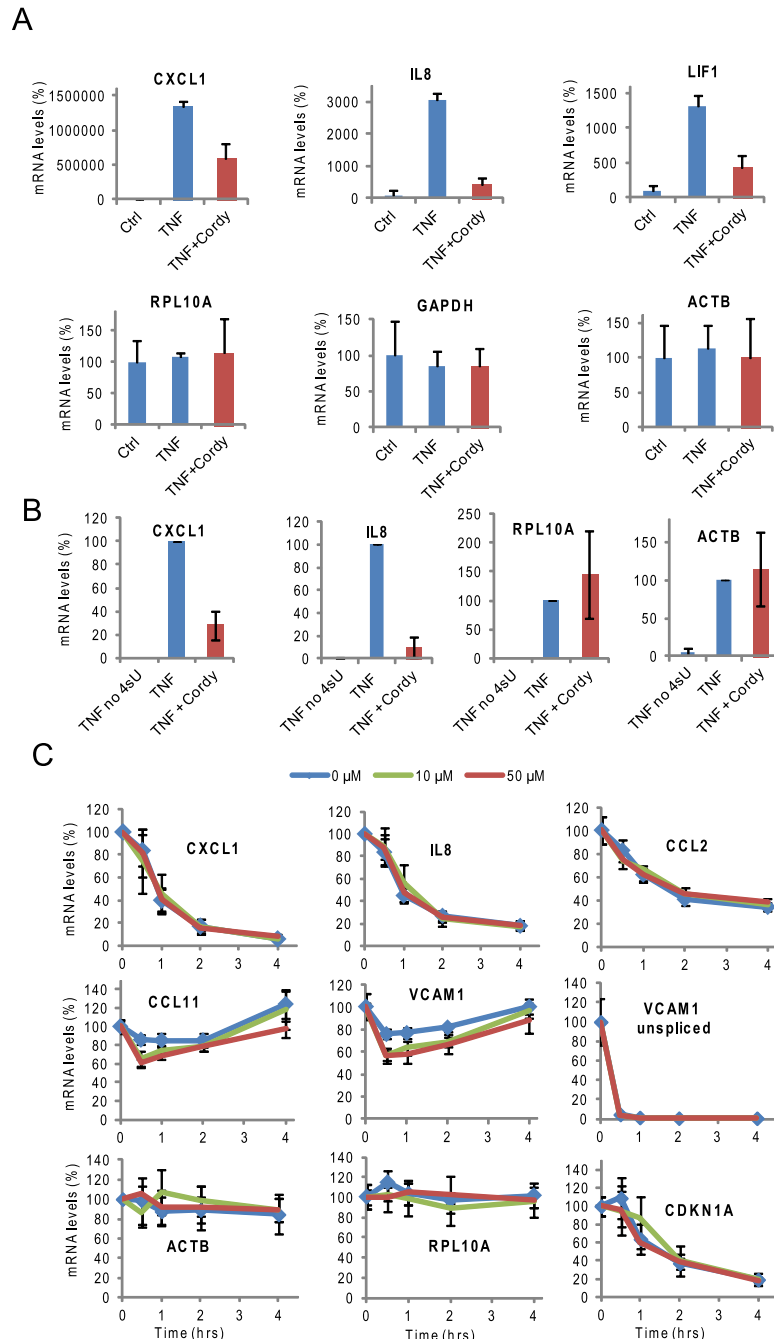 A
CXCL1
mRNA levels (%)
1500000
1000000
500000
0
Ctrl
TNF
TNF+Cordy
IL8
3000
2000
1000
0
Ctrl
TNF
TNF+Cordy
LIF1
mRNA levels (%)
1500
1000
500
0
Ctrl
TNF
TNF+Cordy
RPL10A
mRNA levels (%)
150
100
50
0
Ctrl
TNF
TNF+Cordy
GAPDH
mRNA levels (%)
150
100
50
0
Ctrl
TNF
TNF+Cordy
ACTB
mRNA levels (%)
150
100
50
0
Ctrl
TNF
TNF+Cordy
B
CXCL1
mRNA levels (%)
120
100
80
60
40
20
0
TNF no 4sU
TNF
TNF + Cordy
IL8
120
100
80
60
40
20
0
TNF no 4sU
TNF
TNF + Cordy
RPL10A
250
200
150
100
50
0
TNF no 4sU
TNF
TNF + Cordy
ACTB
150
100
50
0
TNF no 4sU
TNF
TNF + Cordy
C
0 µM 10 µM 50 µM
CXCL1
mRNA levels (%)
120
100
80
60
40
20
0
0 1 2 3 4
IL8
120
100
80
60
40
20
0
0 1 2 3 4
CCL2
120
100
80
60
40
20
0
0 1 2 3 4
CCL11
mRNA levels (%)
140
120
100
80
60
40
20
0
0 1 2 3 4
VCAM1
120
100
80
60
40
20
0
0 1 2 3 4
VCAM1
unspliced
140
120
100
80
60
40
20
0
0 1 2 3 4
ACTB
mRNA levels (%)
140
120
100
80
60
40
20
0
0 1 2 3 4
Time (hrs)
RPL10A
140
120
100
80
60
40
20
0
0 1 2 3 4
Time (hrs)
CDKN1A
140
120
100
80
60
40
20
0
0 1 2 3 4
Time (hrs)